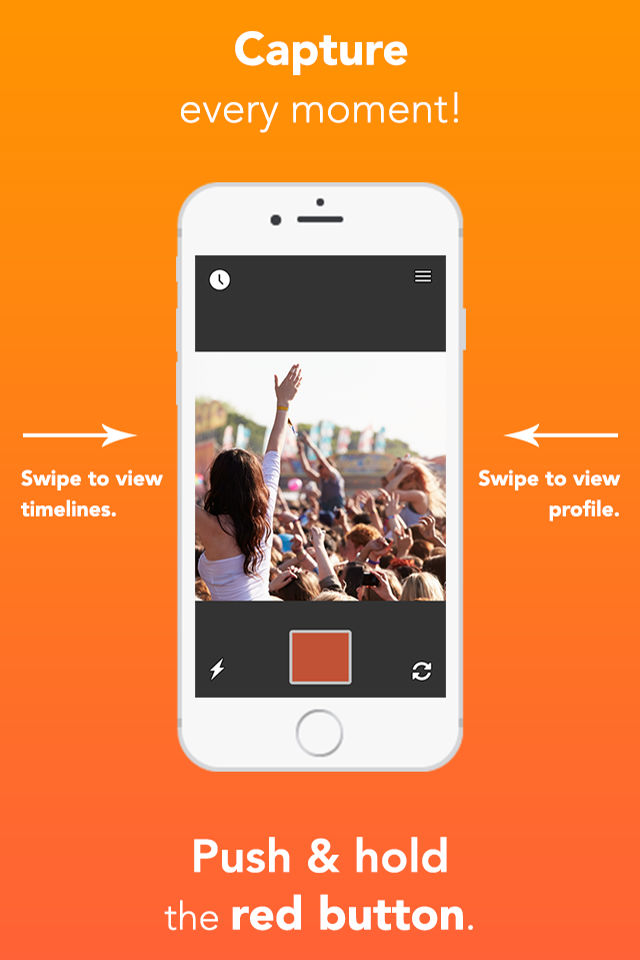 Capture
every moment!
Swipe to view
timelines.
Swipe to view
profile.
Push & hold
the red button.